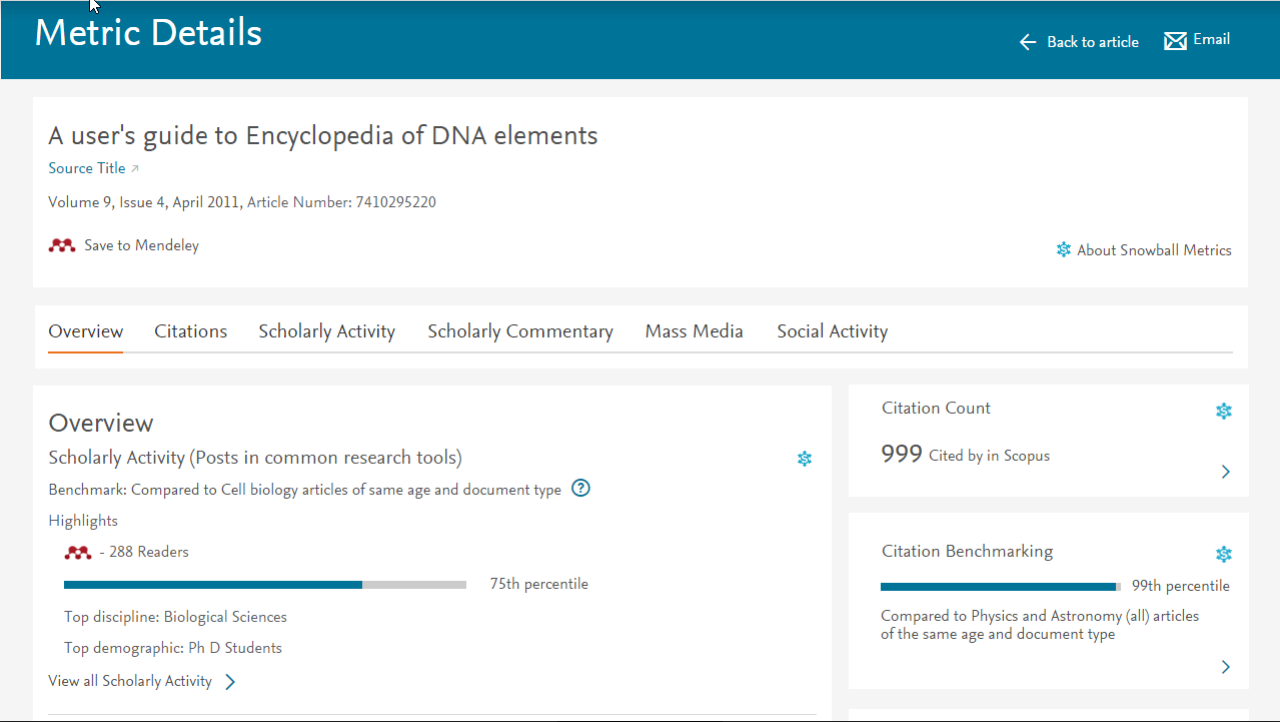 Metric Details
Back to article
Email
A user's guide to Encyclopedia of DNA elements
Source Title
Volume 9, Issue 4, April 2011, Article Number: 7410295220
Save to Mendeley
About Snowball Metrics
Overview Citations Scholarly Activity Scholarly Commentary Mass Media Social Activity
Overview
Scholarly Activity (Posts in common research tools)
Benchmark: Compared to Cell biology articles of same age and document type ?
Highlights
- 288 Readers
75th percentile
Top discipline: Biological Sciences
Top demographic: Ph D Students
View all Scholarly Activity
Citation Count
999 Cited by in Scopus
Citation Benchmarking
99th percentile
Compared to Physics and Astronomy (all) articles
of the same age and document type